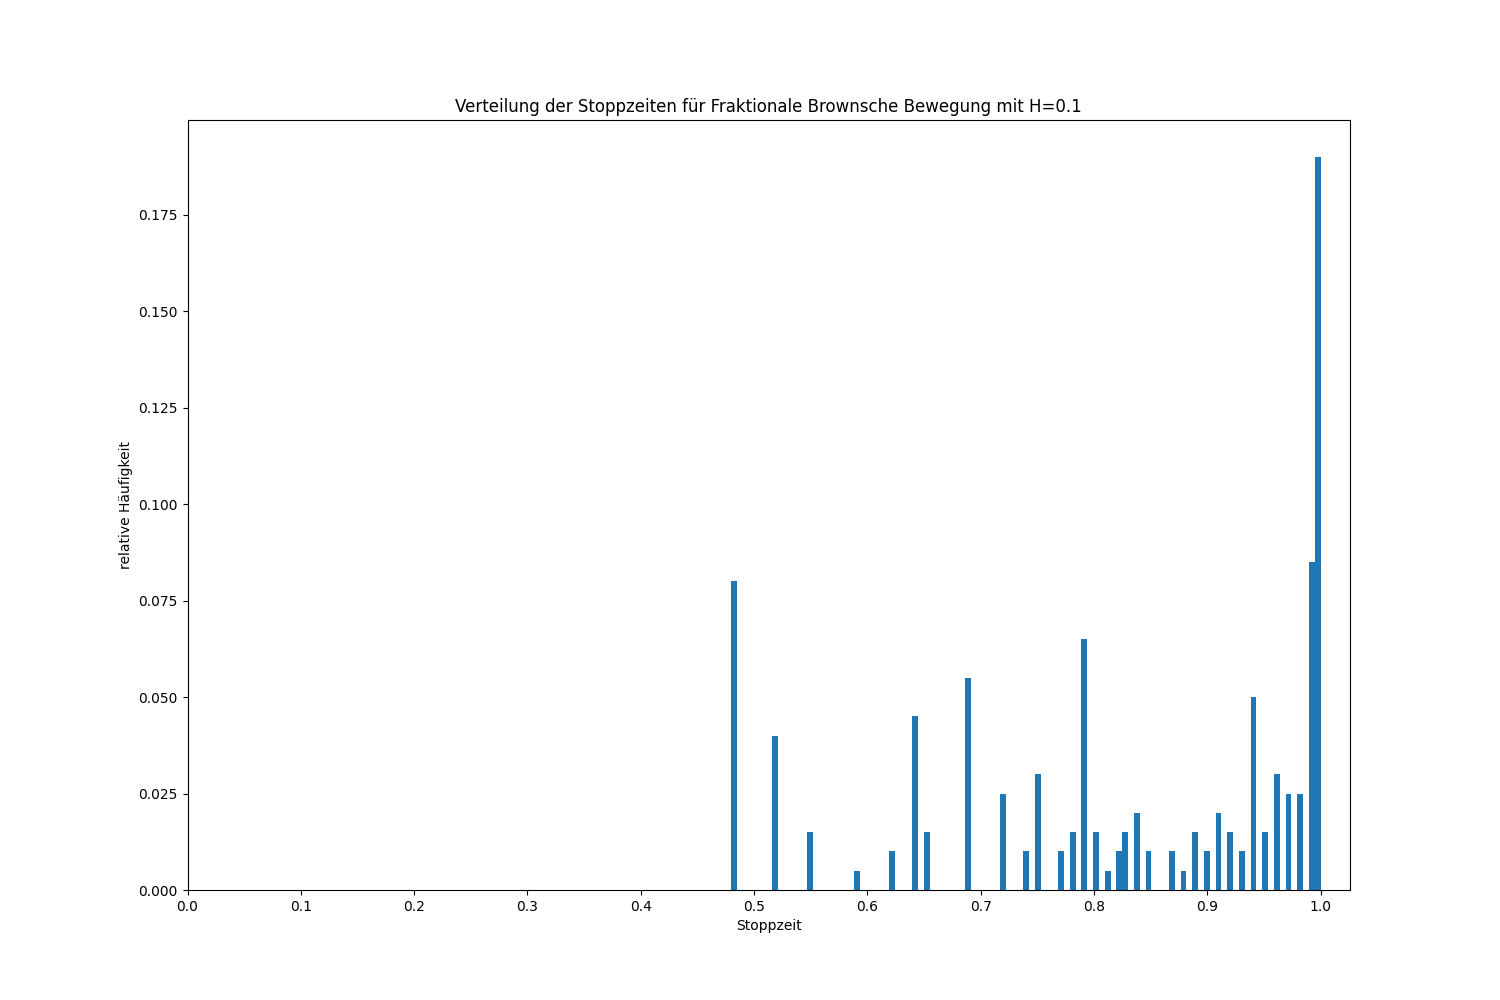 Verteilung der Stoppzeiten für Fraktionale Brownsche Bewegung mit H=0.1
0.175
0.150
0.125
0.100
0.075
0.050
0.025
0.000
relative Häufigkeit
0.0 0.1 0.2 0.3 0.4 0.5 0.6 0.7 0.8 0.9 1.0
Stoppzeit